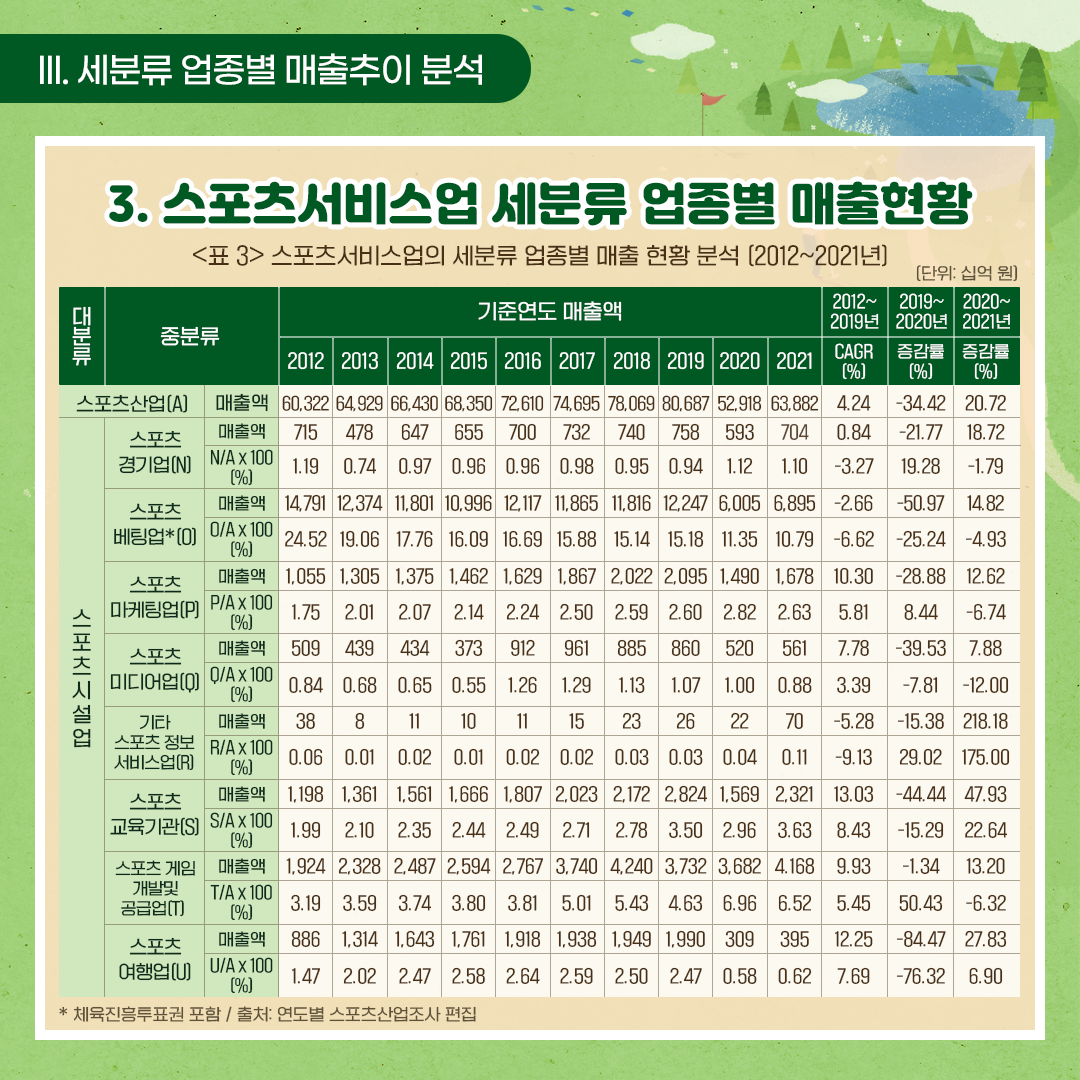 III. 세분류 업종별 매출추이 분석
3. 스포츠서비스업 세분류 업종별 매출현황
<표 3> 스포츠서비스업의 세분류 업종별 매출 현황 분석 (2012~2021년)
(단위: 십억 원)
대분류 중분류 기준연도 매출액 2012~2019년 2019~2020년 2020~2021년
2012 2013 2014 2015 2016 2017 2018 2019 2020 2021 CAGR (%) 증감률 (%) 증감률 (%)
스포츠산업(A) 매출액 60,322 64,929 66,430 68,350 72,610 74,695 78,069 80,687 52,918 63,882 4.24 -34.42 20.72
스포츠시설업
스포츠 경기업(N) 매출액 715 478 647 655 700 732 740 758 593 704 0.84 -21.77 18.72
N/A x 100 (%) 1.19 0.74 0.97 0.96 0.96 0.98 0.95 0.94 1.12 1.10 -3.27 19.28 -1.79
스포츠 베팅업*(O) 매출액 14,791 12,374 11,801 10,996 12,117 11,865 11,816 12,247 6,005 6,895 -2.66 -50.97 14.82
O/A x 100 (%) 24.52 19.06 17.76 16.09 16.69 15.88 15.14 15.18 11.35 10.79 -6.62 -25.24 -4.93
스포츠 마케팅업(P) 매출액 1,055 1,305 1,375 1,462 1,629 1,867 2,022 2,095 1,490 1,678 10.30 -28.88 12.62
P/A x 100 (%) 1.75 2.01 2.07 2.14 2.24 2.50 2.59 2.60 2.82 2.63 5.81 8.44 -6.74
스포츠 미디어업(Q) 매출액 509 439 434 373 912 961 885 860 520 561 7.78 -39.53 7.88
Q/A x 100 (%) 0.84 0.68 0.65 0.55 1.26 1.29 1.13 1.07 1.00 0.88 3.39 -7.81 -12.00
기타 스포츠 정보 서비스업(R) 매출액 38 8 11 10 11 15 23 26 22 70 -5.28 -15.38 218.18
R/A x 100 (%) 0.06 0.01 0.02 0.01 0.02 0.02 0.03 0.03 0.04 0.11 -9.13 29.02 175.00
스포츠 교육기관(S) 매출액 1,198 1,361 1,561 1,666 1,807 2,023 2,172 2,824 1,569 2,321 13.03 -44.44 47.93
S/A x 100 (%) 1.99 2.10 2.35 2.44 2.49 2.71 2.78 3.50 2.96 3.63 8.43 -15.29 22.64
스포츠 게임 개발및 공급업(T) 매출액 1,924 2,328 2,487 2,594 2,767 3,740 4,240 3,732 3,682 4.168 9.93 -1.34 13.20
T/A x 100 (%) 3.19 3.59 3.74 3.80 3.81 5.01 5.43 4.63 6.96 6.52 5.45 50.43 -6.32
스포츠 여행업(U) 매출액 886 1,314 1,643 1,761 1,918 1,938 1,949 1,990 309 395 12.25 -84.47 27.83
U/A x 100 (%) 1.47 2.02 2.47 2.58 2.64 2.59 2.50 2.47 0.58 0.62 7.69 -76.32 6.90
* 체육진흥투표권 포함 / 출처: 연도별 스포츠산업조사 편집